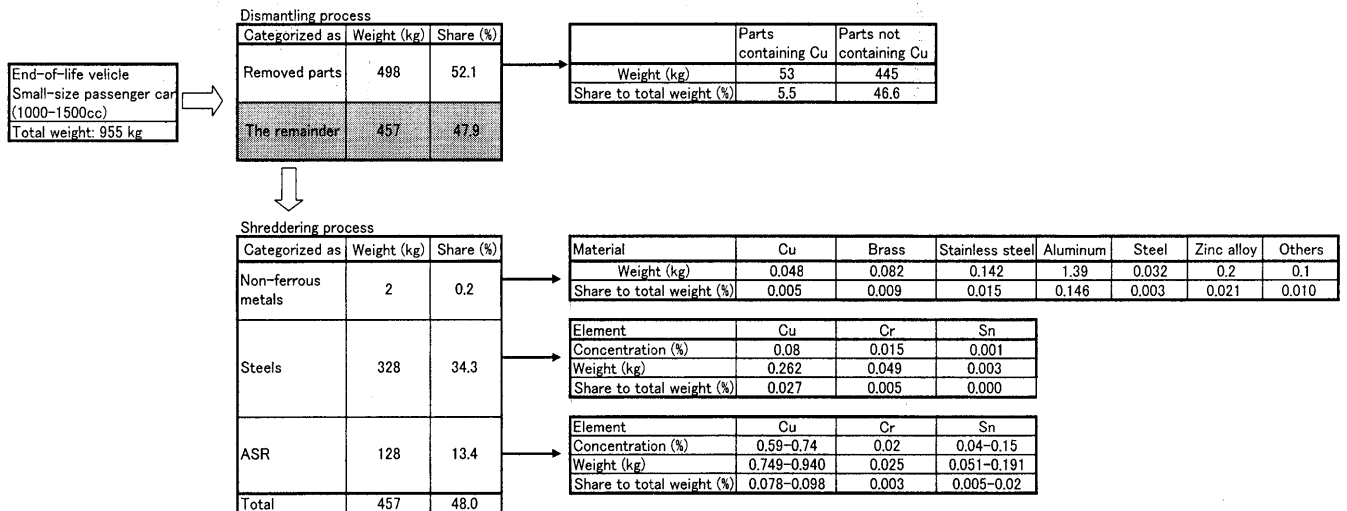 Dismantling process
Categorized as Weight (kg) Share (%)
Removed parts 498 52.1
The remainder 457 47.9
Parts containing Cu Parts not containing Cu
Weight (kg) 53 445
Share to total weight (%) 5.5 46.6
End-of-life velicle
Small-size passenger car
(1000-1500cc)
Total weight: 955 kg
Shreddering process
Categorized as Weight (kg) Share (%)
Non-ferrous
metals 2 0.2
Steels 328 34.3
ASR 128 13.4
Total 457 48.0
Material Cu Brass Stainless steel Aluminum Steel Zinc alloy Others
Weight (kg) 0.048 0.082 0.142 1.39 0.032 0.2 0.1
Share to total weight (%) 0.005 0.009 0.015 0.146 0.003 0.021 0.010
Element Cu Cr Sn
Concentration (%) 0.08 0.015 0.001
Weight (kg) 0.262 0.049 0.003
Share to total weight (%) 0.027 0.005 0.000
Element Cu Cr Sn
Concentration (%) 0.59-0.74 0.02 0.04-0.15
Weight (kg) 0.749-0.940 0.025 0.051-0.191
Share to total weight (%) 0.078-0.098 0.003 0.005-0.02